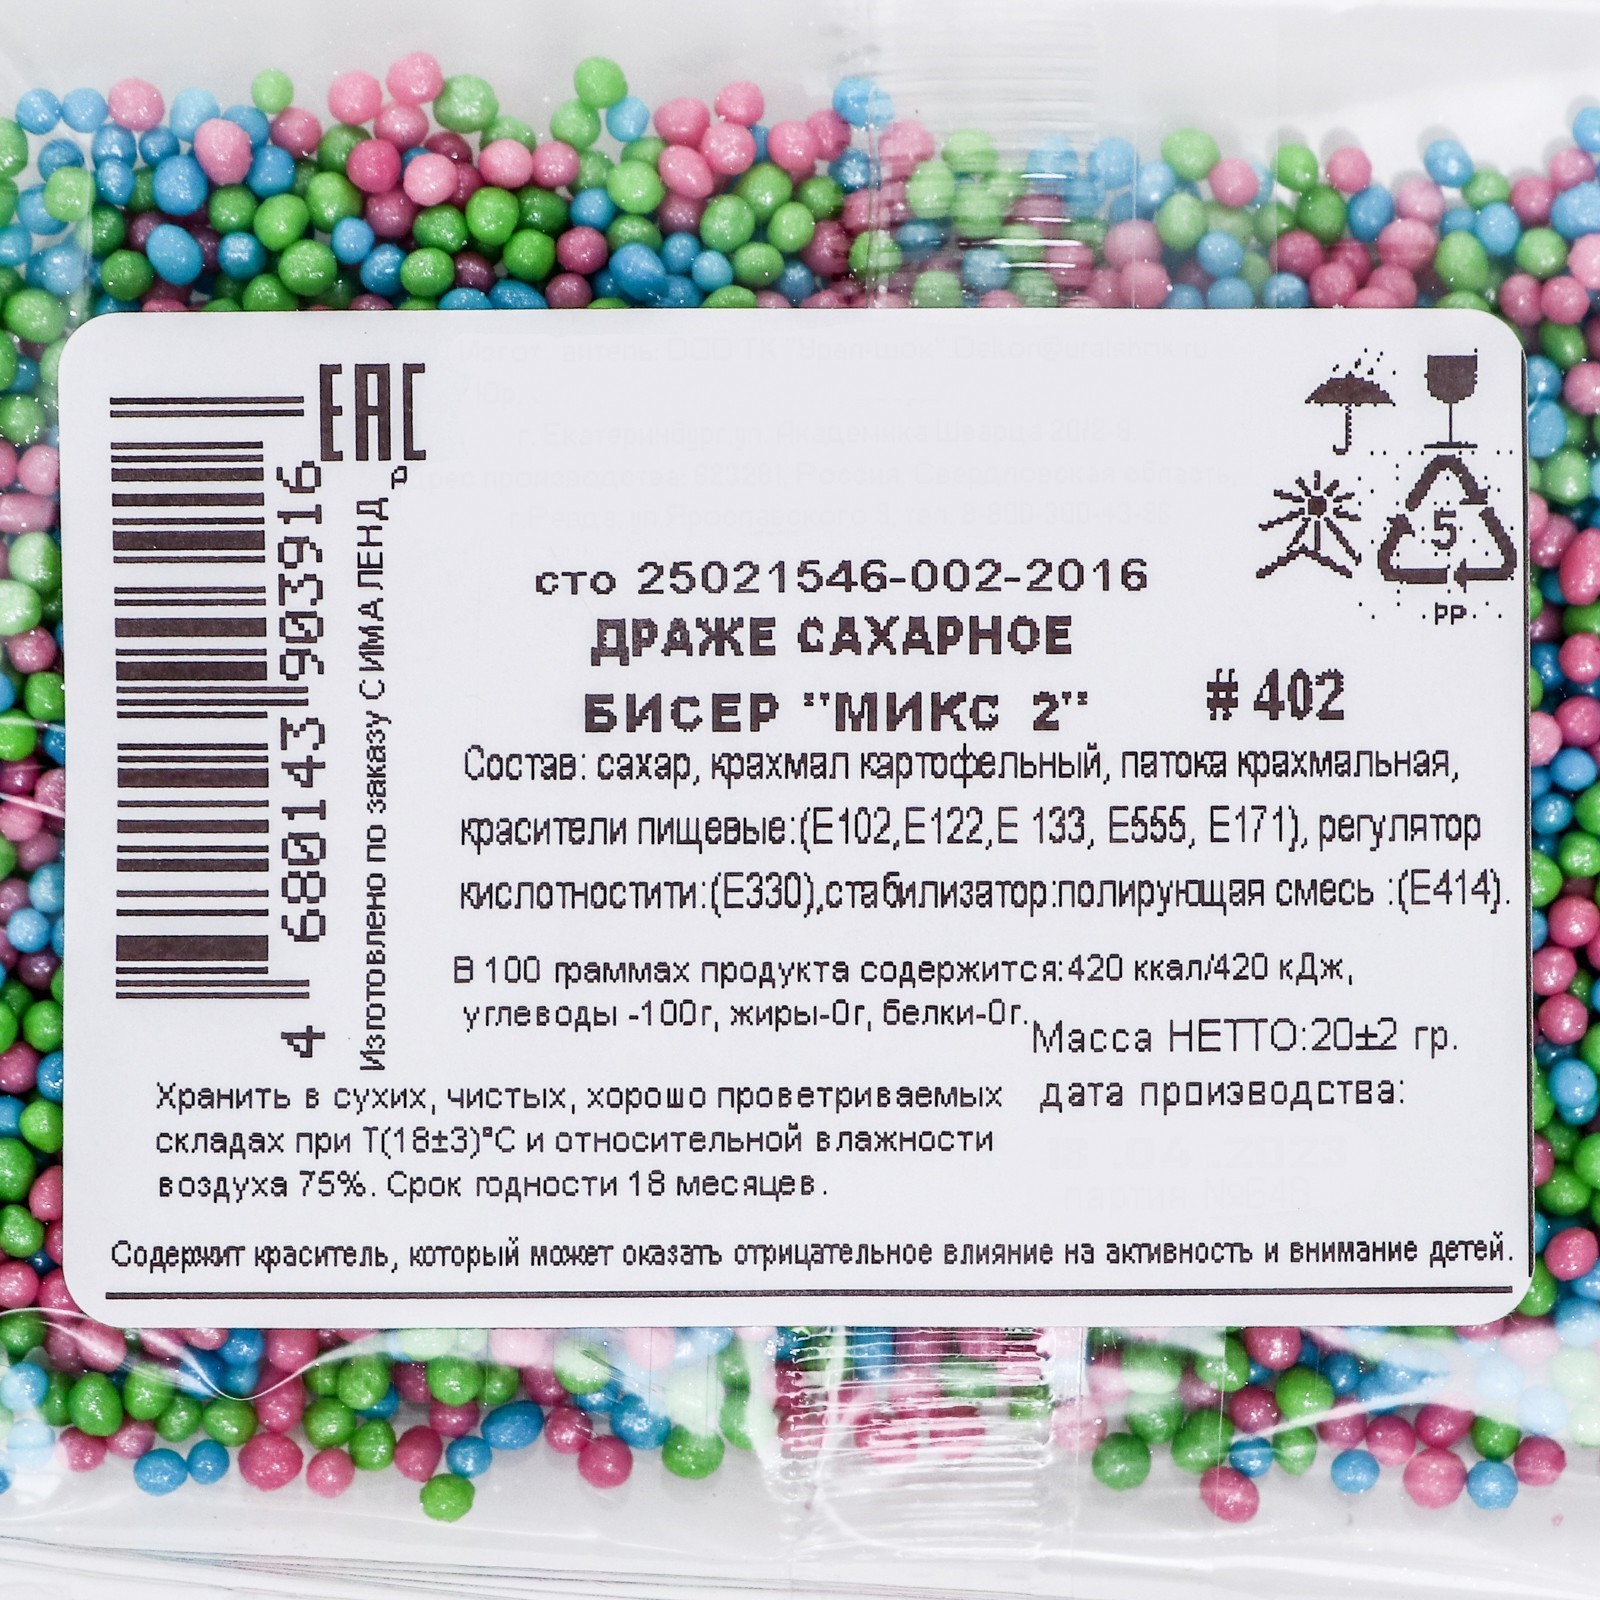 ЕАС
4 680143 903916
Изготовлено по заказу СИМА ЛЕНД
5
PP
сто 25021546-002-2016
ДРАЖЕ САХАРНОЕ
БИСЕР "МИКС 2"
#402
Состав: сахар, крахмал картофельный, патока крахмальная,
красители пищевые:(Е102,Е122,Е 133, Е555, Е171), регулятор
кислотностити:(Е330),стабилизатор:полирующая смесь :(Е414).
В 100 граммах продукта содержится:420 ккал/420 кДж,
углеводы -100г, жиры-0г, белки-0г.
Масса НЕТТО:20±2 гр.
дата производства:
Хранить в сухих, чистых, хорошо проветриваемых
складах при Т(18±3)°С и относительной влажности
воздуха 75%. Срок годности 18 месяцев.
Содержит краситель, который может оказать отрицательное влияние на активность и внимание детей.